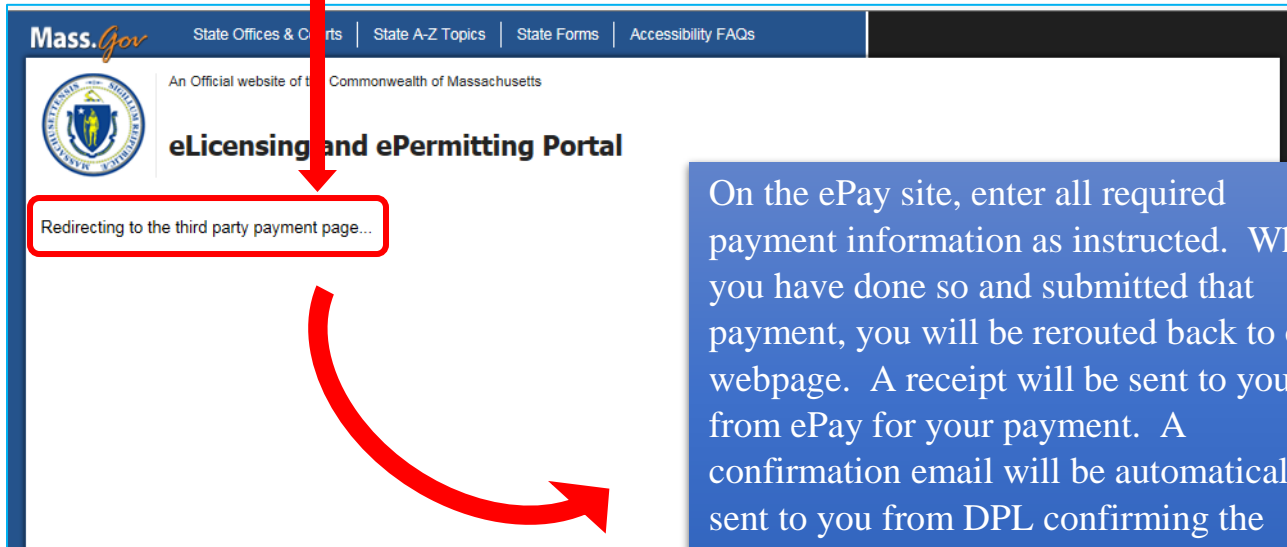 Mass.Gov State Offices & Courts State A-Z Topics State Forms Accessibility FAQs
An Official website of the Commonwealth of Massachusetts
eLicensing and ePermitting Portal
Redirecting to the third party payment page...
On the ePay site, enter all required
payment information as instructed. Wh
you have done so and submitted that
payment, you will be rerouted back to
webpage. A receipt will be sent to you
from ePay for your payment. A
confirmation email will be automatical
sent to you from DPL confirming the